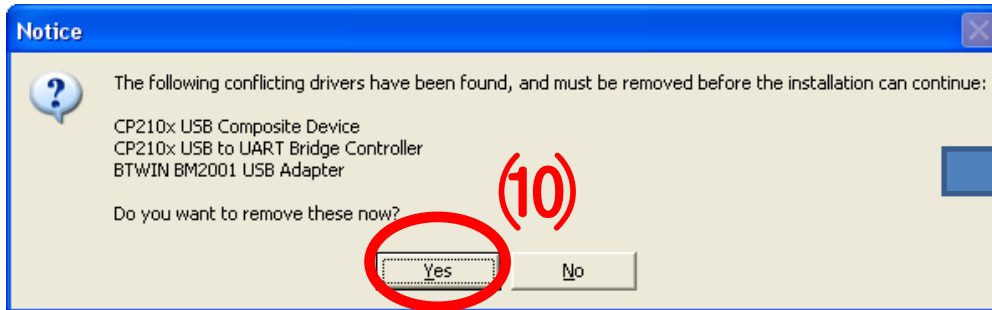 Notice
The following conflicting drivers have been found, and must be removed before the installation can continue:
CP210x USB Composite Device
CP210x USB to UART Bridge Controller
BTWIN BM2001 USB Adapter
Do you want to remove these now?
(10)
Yes No